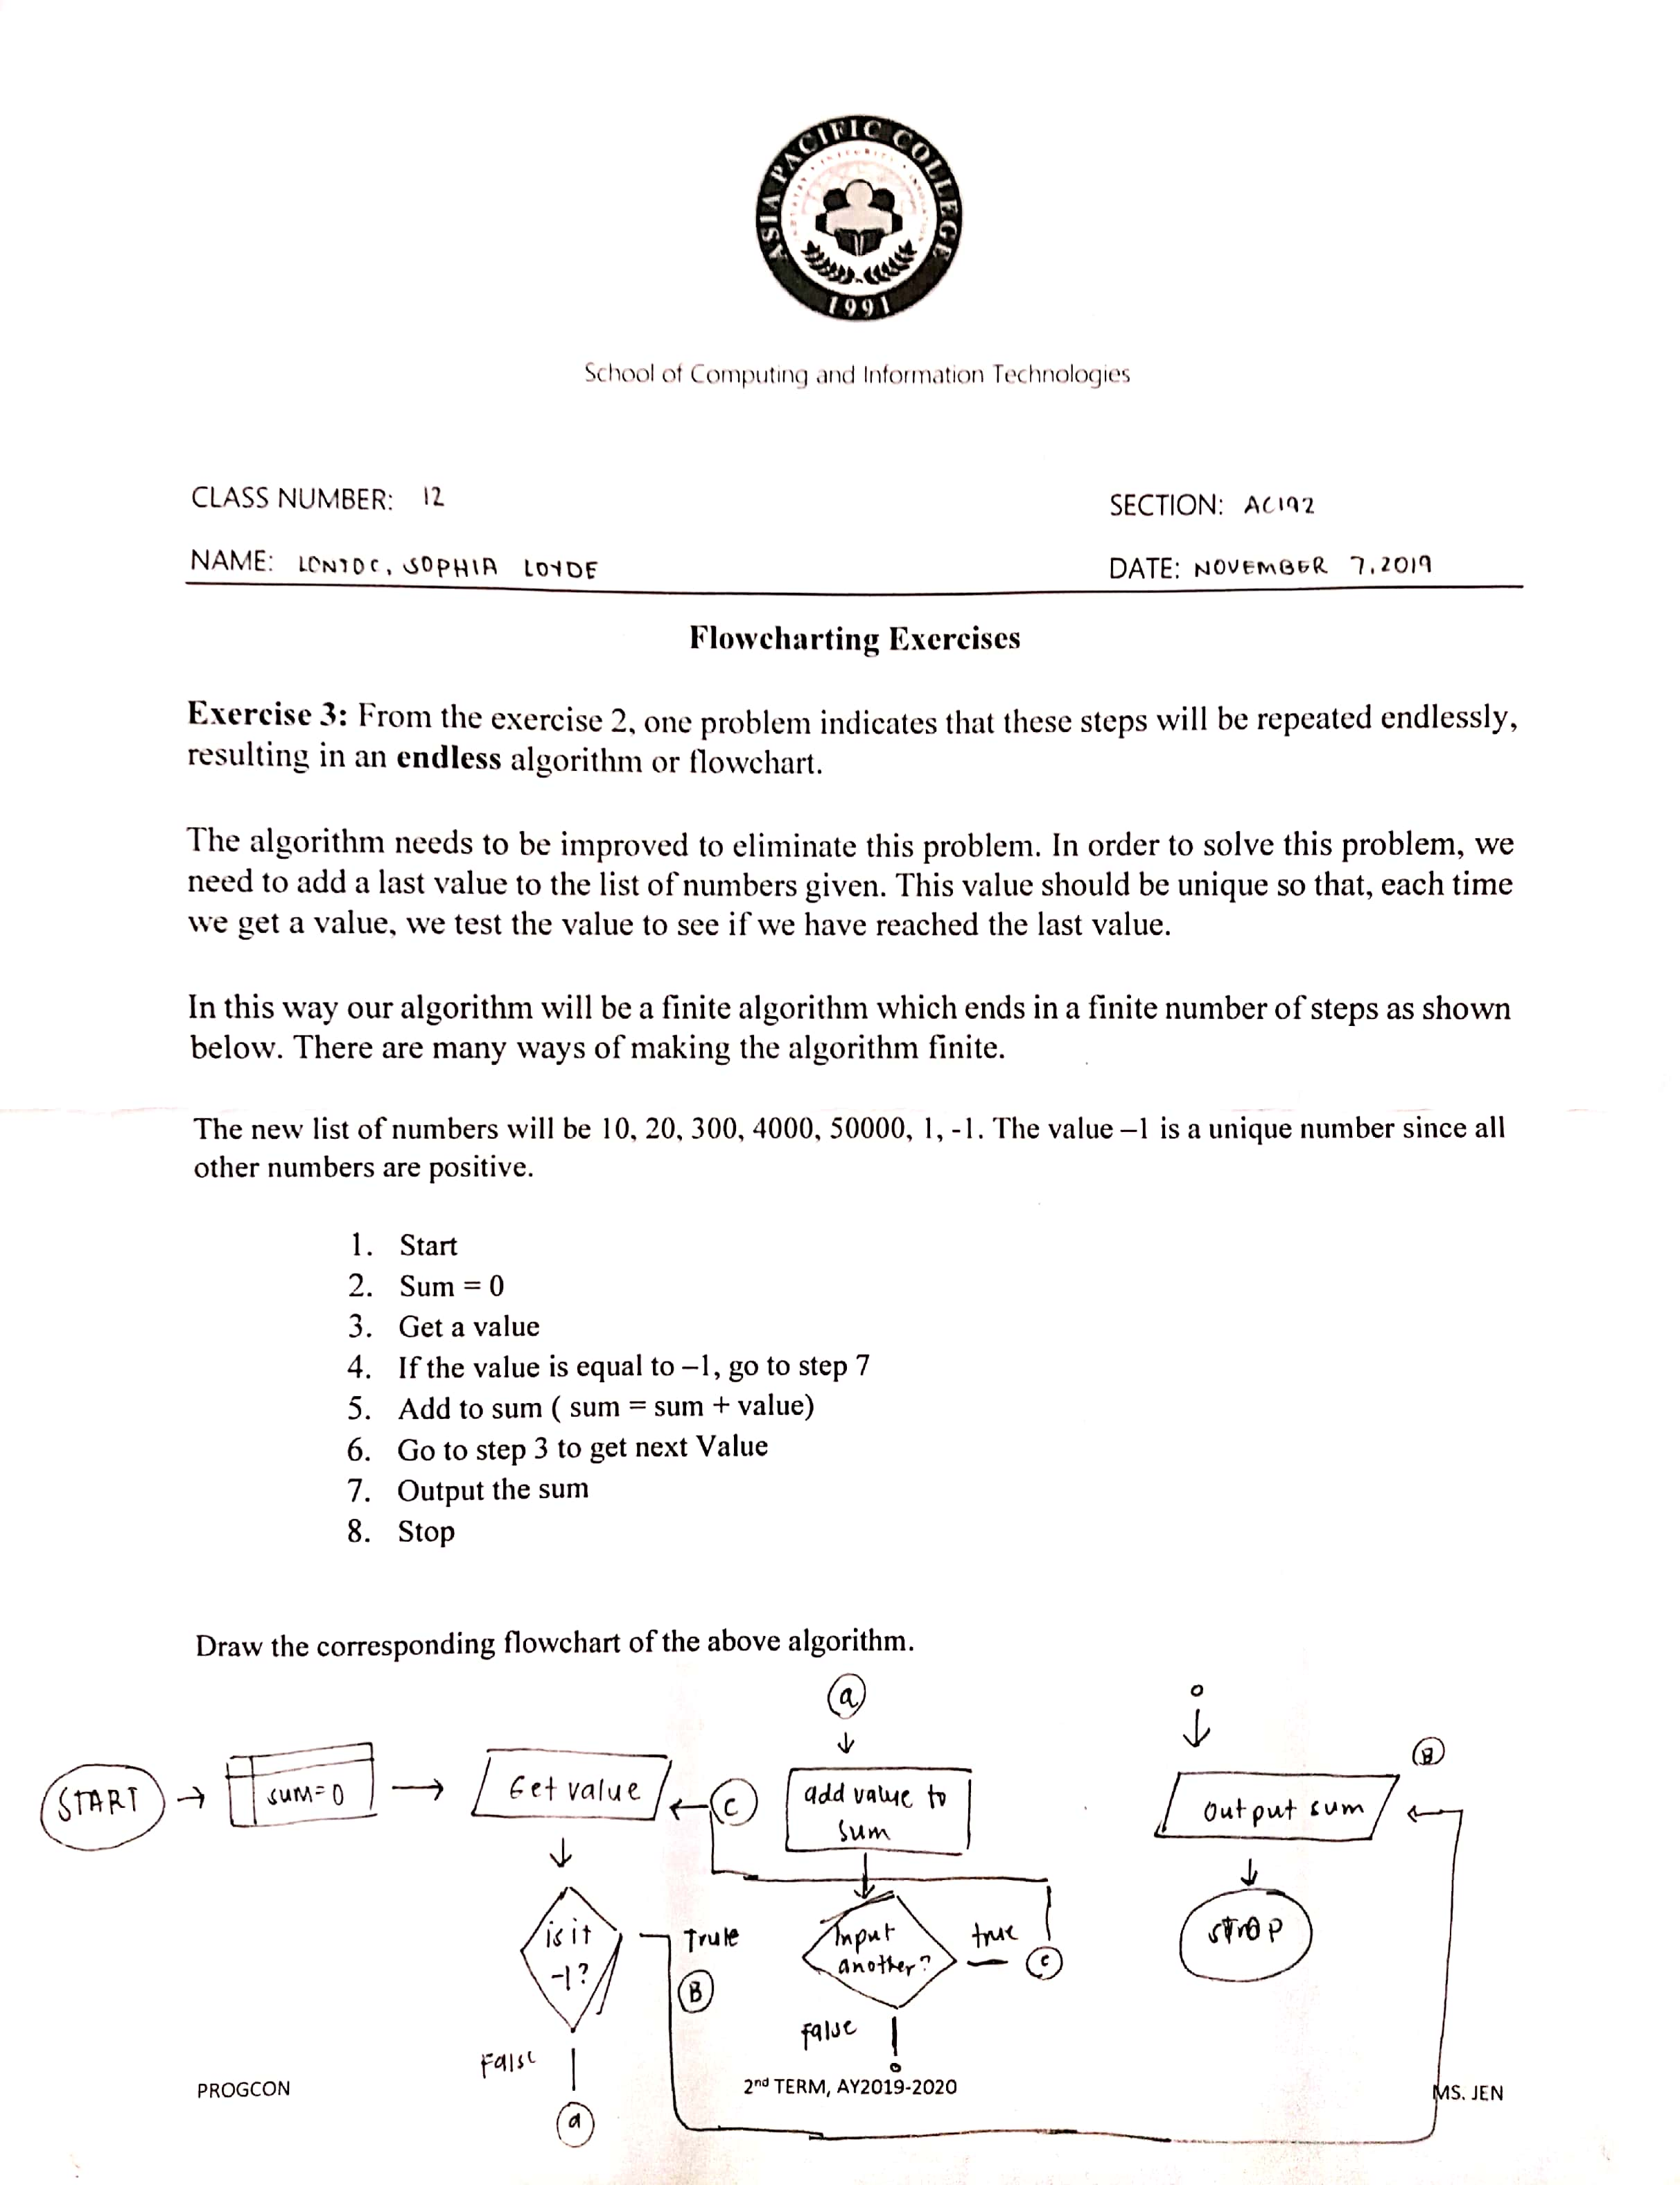 ASIA PACIFIC COLLEGE
1991
School of Computing and Information Technologies
CLASS NUMBER: 12
SECTION: AC192
NAME: LONTOC, SOPHIA LOYDE
DATE: NOVEMBER 7, 2019
Flowcharting Exercises
Exercise 3: From the exercise 2, one problem indicates that these steps will be repeated endlessly,
resulting in an endless algorithm or flowchart.
The algorithm needs to be improved to eliminate this problem. In order to solve this problem, we
need to add a last value to the list of numbers given. This value should be unique so that, each time
we get a value, we test the value to see if we have reached the last value.
In this way our algorithm will be a finite algorithm which ends in a finite number of steps as shown
below. There are many ways of making the algorithm finite.
The new list of numbers will be 10, 20, 300, 4000, 50000, 1, -1. The value –1 is a unique number since all
other numbers are positive.
1. Start
2. Sum = 0
3. Get a value
4. If the value is equal to –1, go to step 7
5. Add to sum ( sum = sum + value)
6. Go to step 3 to get next Value
7. Output the sum
8. Stop
Draw the corresponding flowchart of the above algorithm.
START
sum=0
Get value
C
is it
-1?
True
B
False
a
a
add value to
sum
Input
another?
true
C
false
B
Output sum
STOP
PROGCON
2nd TERM, AY2019-2020
MS. JEN